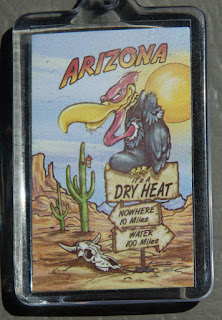 ARIZONA
IT'S A
DRY HEAT
NOWHERE
10 Miles
WATER
100 Miles